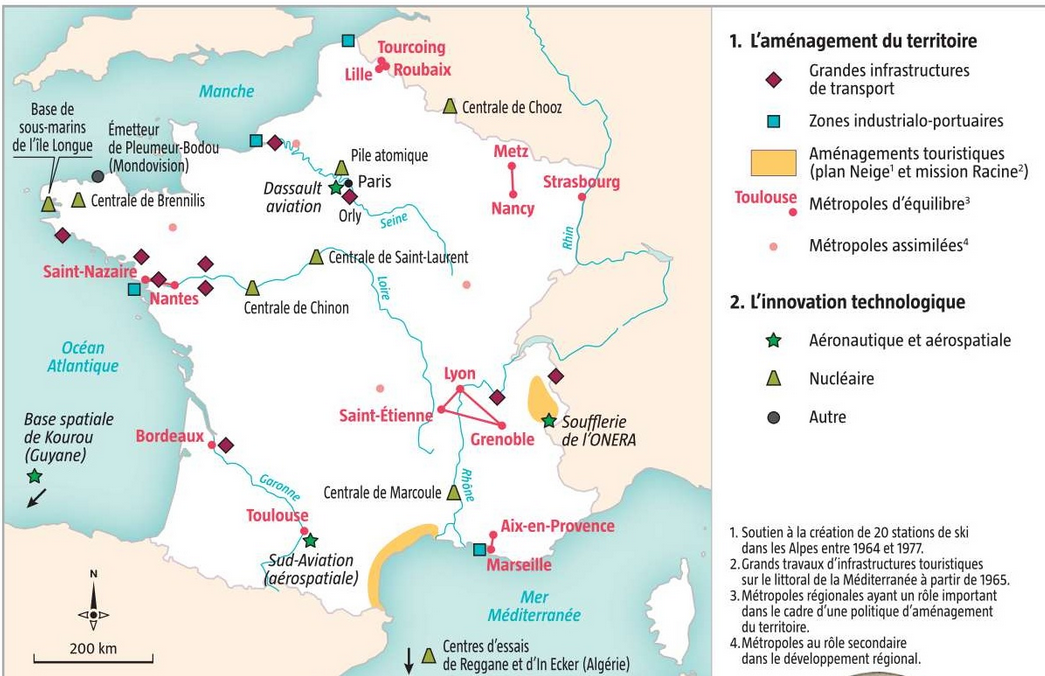 Tourcoing
Lille
Roubaix
Manche
Base de
sous-marins
de l'île Longue
Émetteur
de Pleumeur-Bodou
(Mondovision)
Centrale de Chooz
Pile atomique
Paris
Dassault
aviation
Orly
Seine
Metz
Nancy
Strasbourg
Rhin
Centrale de Brennilis
Saint-Nazaire
Nantes
Centrale de Saint-Laurent
Centrale de Chinon
Loire
Océan
Atlantique
Lyon
Saint-Étienne
Grenoble
Soufflerie
de l'ONERA
Base spatiale
de Kourou
(Guyane)
Bordeaux
Garonne
Centrale de Marcoule
Rhône
Toulouse
Sud-Aviation
(aérospatiale)
Aix-en-Provence
Marseille
Mer
Méditerranée
N
200 km
Centres d'essais
de Reggane et d'In Ecker (Algérie)
1. L'aménagement du territoire
Grandes infrastructures
de transport
Zones industrialo-portuaires
Aménagements touristiques
(plan Neige1 et mission Racine2)
Toulouse
Métropoles d'équilibre3
Métropoles assimilées4
2. L'innovation technologique
Aéronautique et aérospatiale
Nucléaire
Autre
1. Soutien à la création de 20 stations de ski
dans les Alpes entre 1964 et 1977.
2. Grands travaux d'infrastructures touristiques
sur le littoral de la Méditerranée à partir de 1965.
3. Métropoles régionales ayant un rôle important
dans le cadre d'une politique d'aménagement
du territoire.
4. Métropoles au rôle secondaire
dans le développement régional.